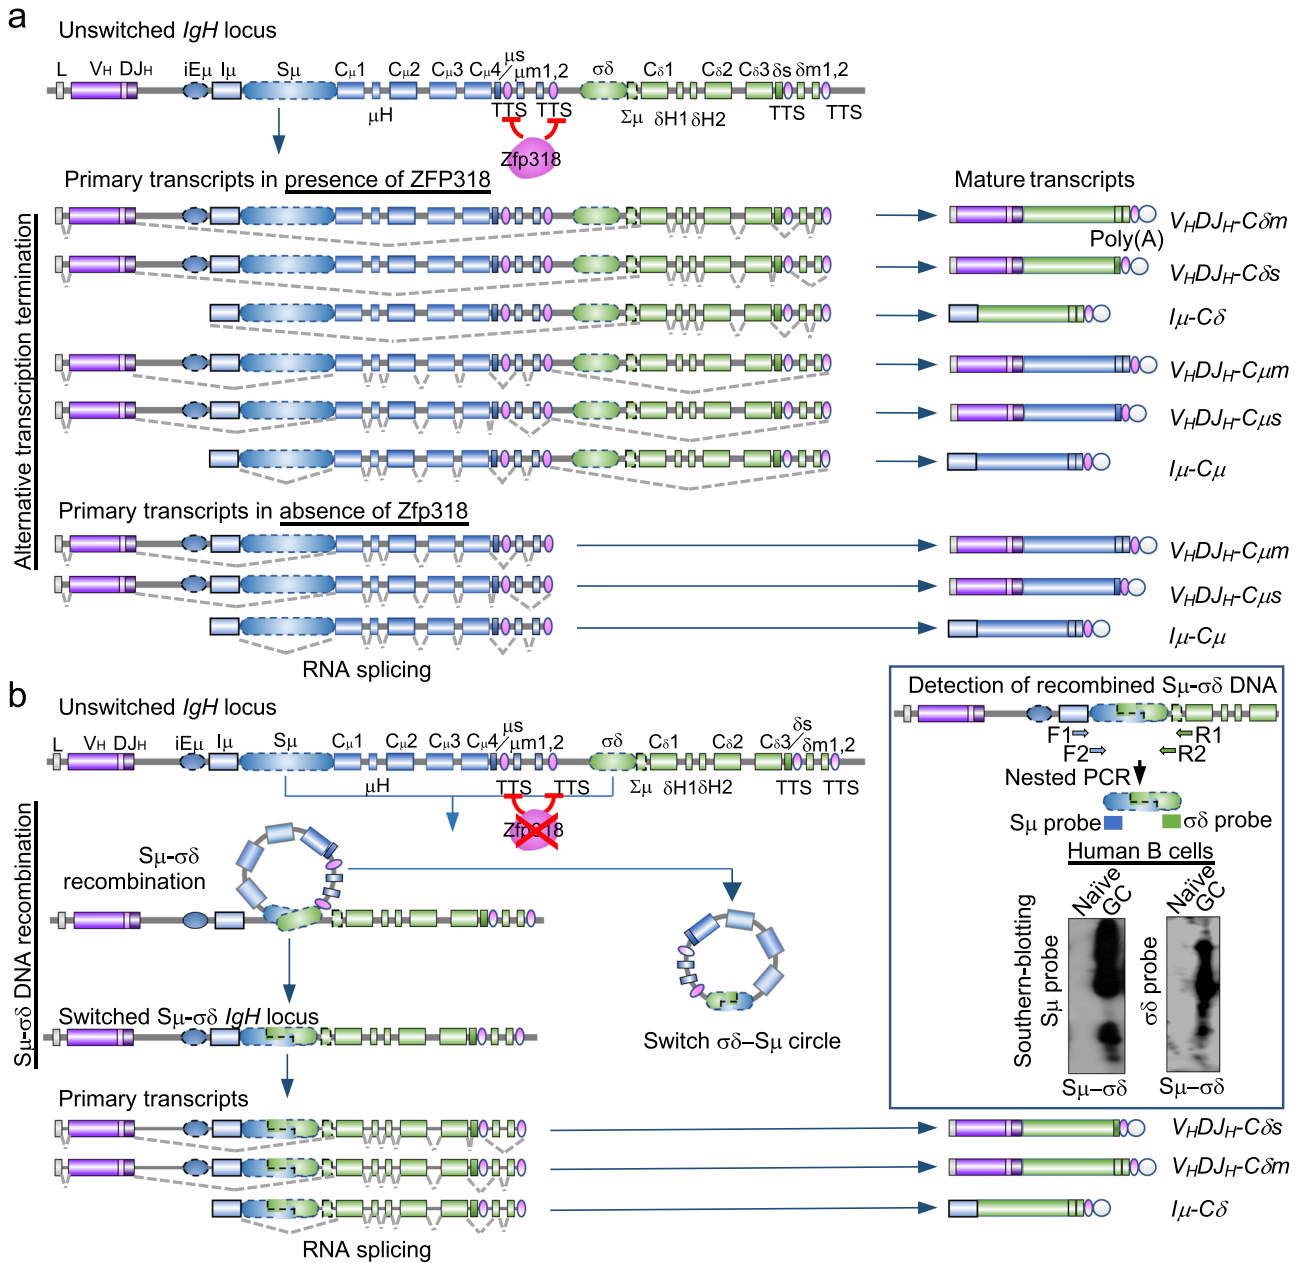 a
Unswitched IgH locus
L VH DJH iEμ Iμ Sμ Cμ1 Cμ2 Cμ3 Cμ4 μs μm1,2 σδ Cδ1 Cδ2 Cδ3 δs δm1,2
μH TTS TTS Σμ δH1 δH2 TTS TTS
Zfp318
Primary transcripts in presence of ZFP318
Mature transcripts
Alternative transcription termination
VHDJH-Cδm
Poly(A)
VHDJH-Cδs
Iμ-Cδ
VHDJH-Cμm
VHDJH-Cμs
Iμ-Cμ
Primary transcripts in absence of Zfp318
VHDJH-Cμm
VHDJH-Cμs
Iμ-Cμ
RNA splicing
b
Unswitched IgH locus
L VH DJH iEμ Iμ Sμ Cμ1 Cμ2 Cμ3 Cμ4 μs μm1,2 σδ Cδ1 Cδ2 Cδ3 δs δm1,2
μH TTS TTS Σμ δH1 δH2 TTS TTS
Zfp318
Sμ-σδ DNA recombination
Sμ-σδ
recombination
Switched Sμ-σδ IgH locus
Switch σδ–Sμ circle
Primary transcripts
VHDJH-Cδs
VHDJH-Cδm
Iμ-Cδ
RNA splicing
Detection of recombined Sμ-σδ DNA
F1 R1
F2 R2
Nested PCR
Sμ probe σδ probe
Human B cells
Naïve GC Naïve GC
Southern-blotting
Sμ probe
σδ probe
Sμ–σδ Sμ–σδ